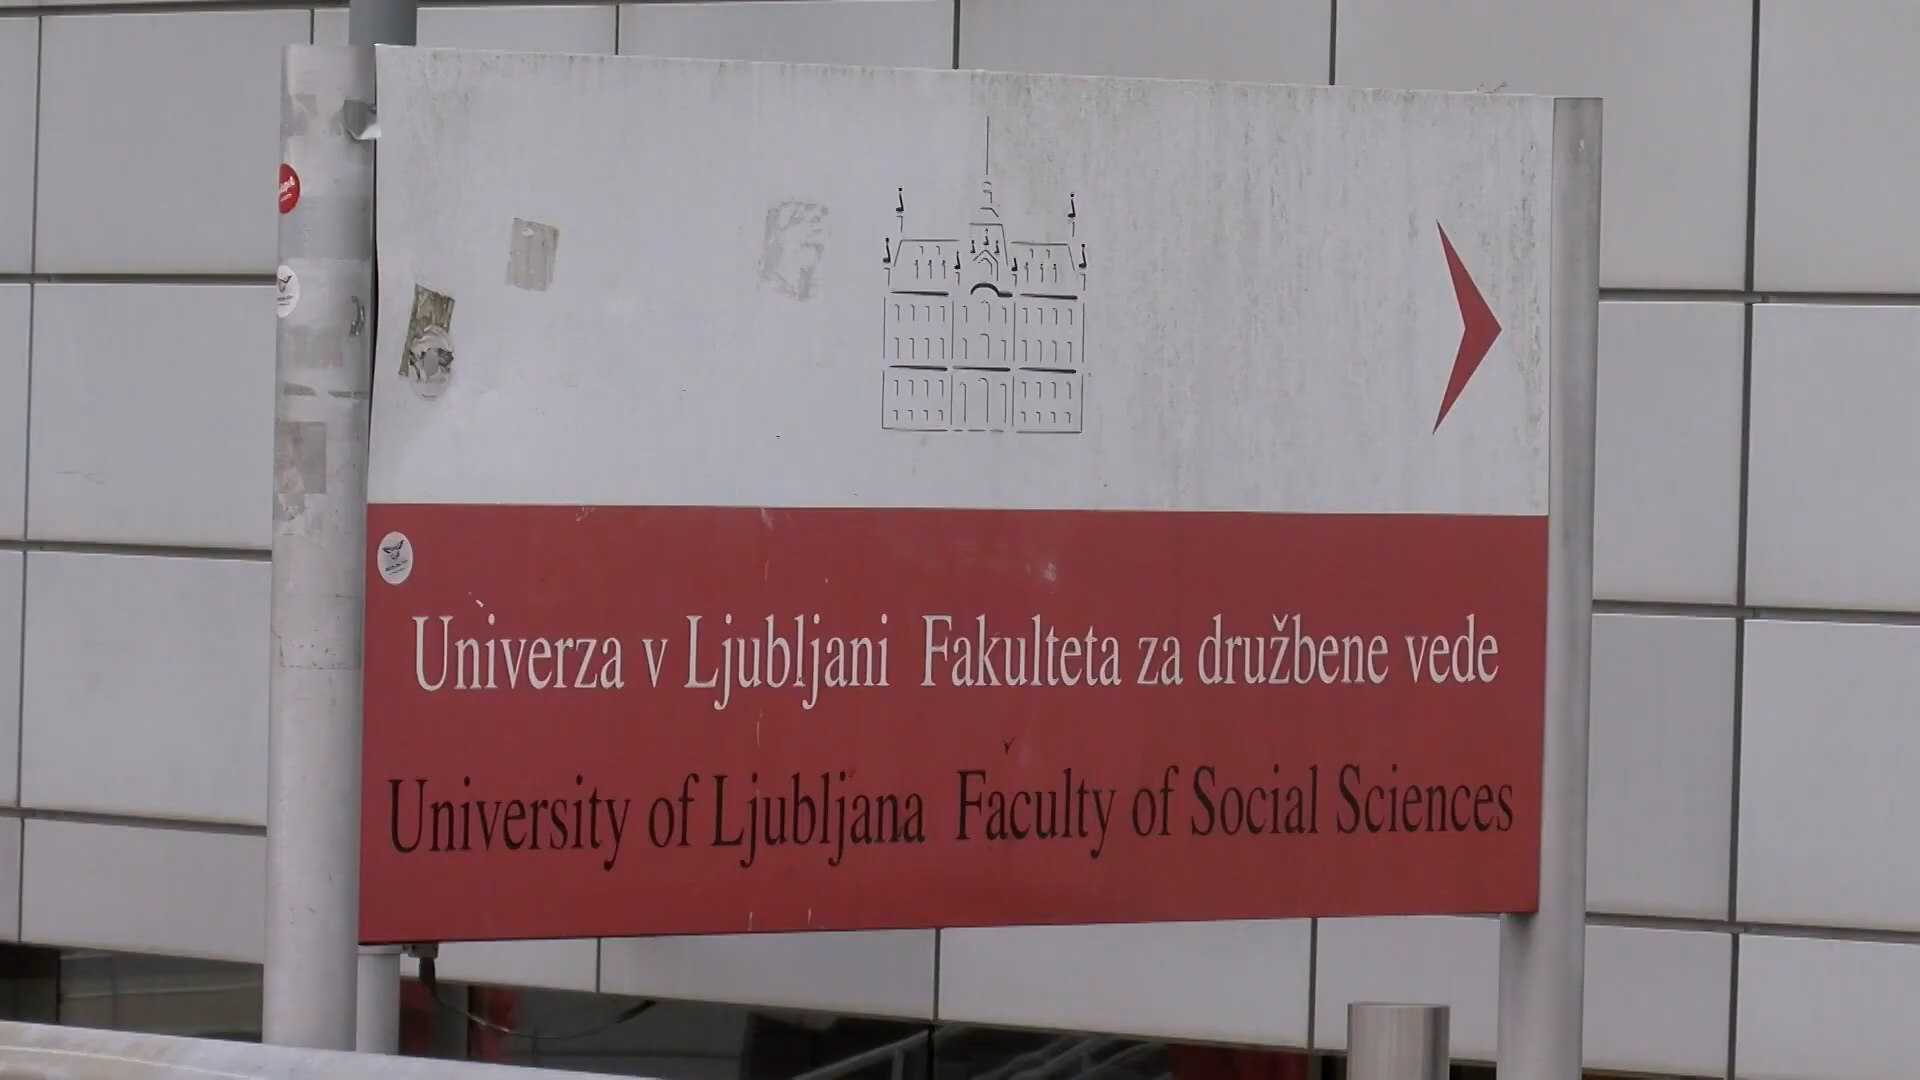 Univerza v Ljubljani Fakulteta za družbene vede
University of Ljubljana Faculty of Social Sciences